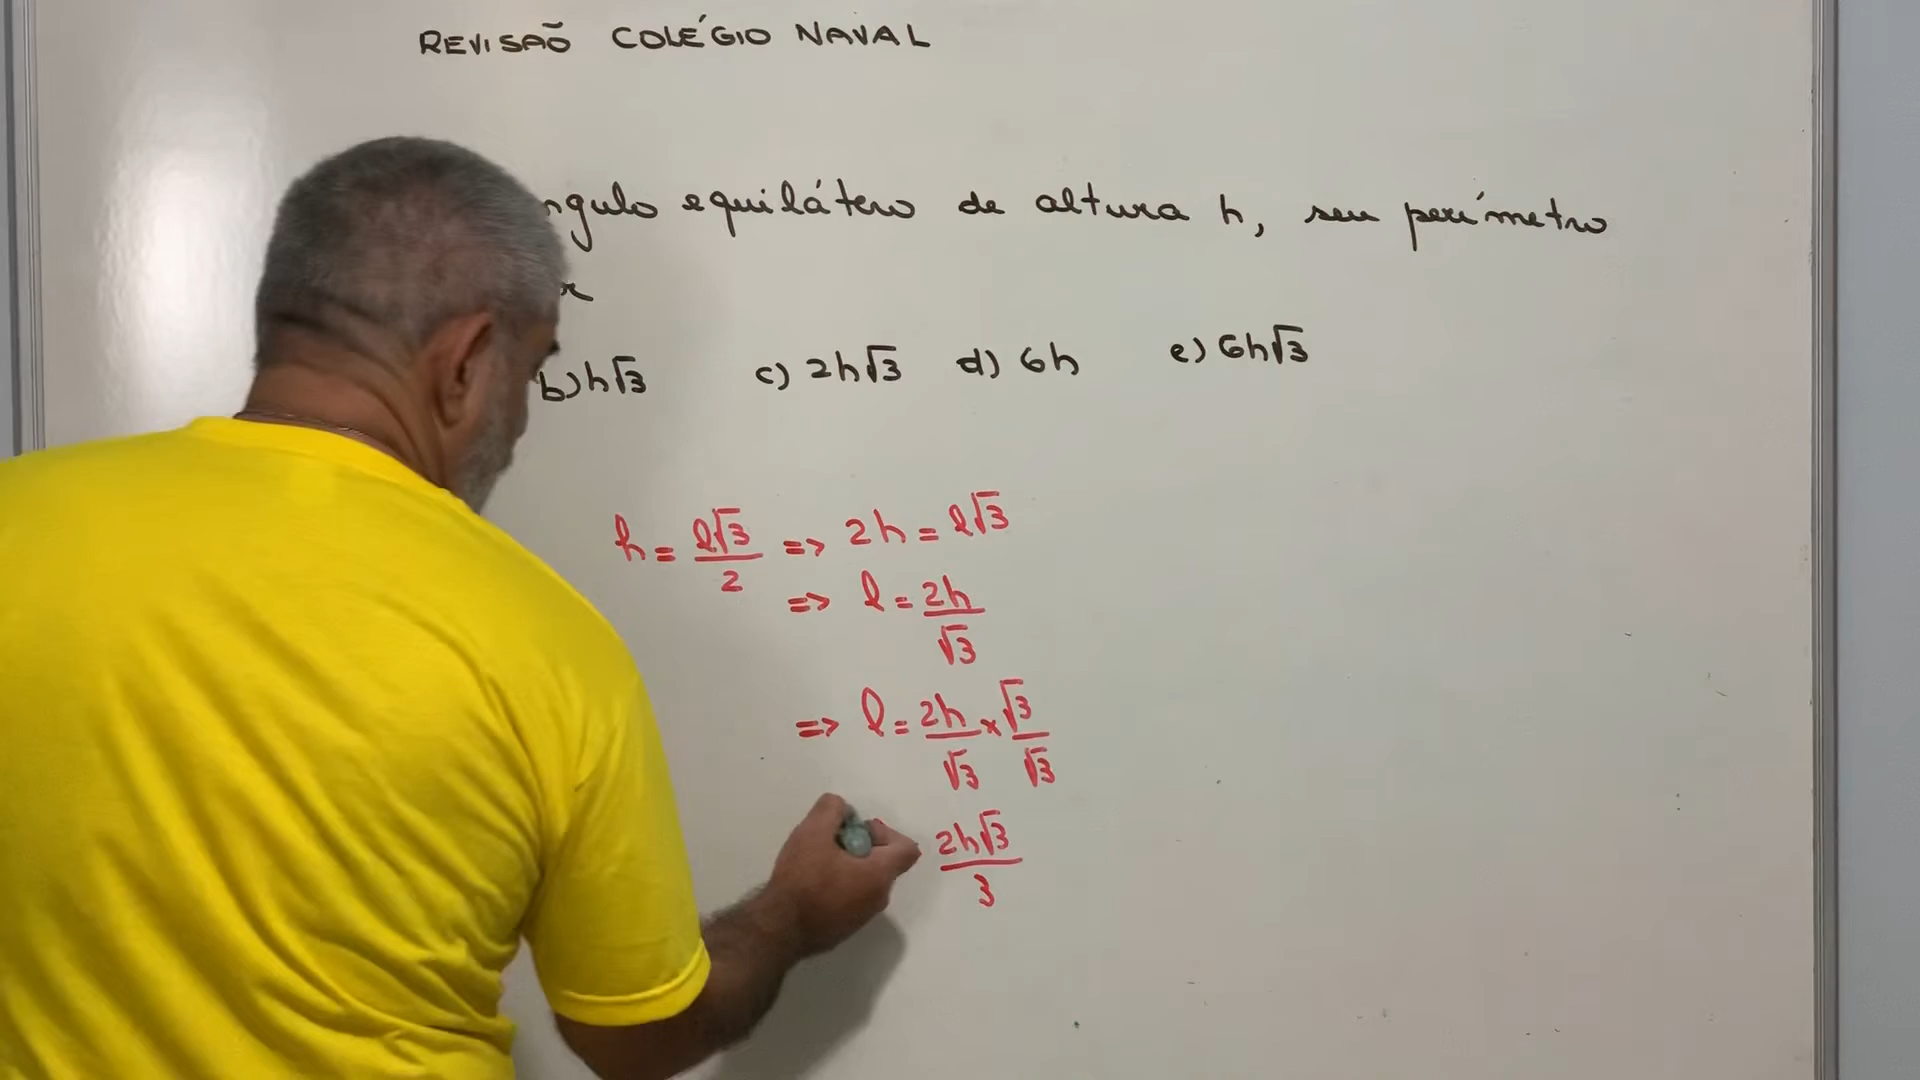 REVISÃO COLÉGIO NAVAL
ngulo equilátero de altura h, seu perímetro
b) h√3 c) 2h√3 d) 6h e) 6h√3
h = l√3/2 => 2h = l√3
=> l = 2h/√3
=> l = 2h/√3 × √3/√3
2h√3/3